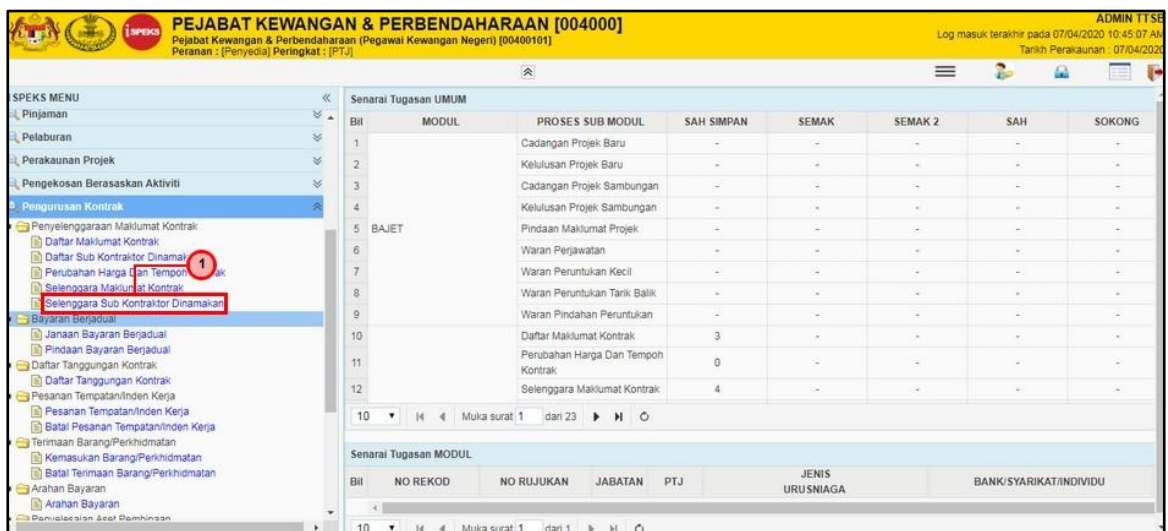 iSPEKS
PEJABAT KEWANGAN & PERBENDAHARAAN [004000]
Pejabat Kewangan & Perbendaharaan (Pegawai Kewangan Negeri) [00400101]
Peranan : [Penyedia] Peringkat : [PTJ]
ADMIN TTSB
Log masuk terakhir pada 07/04/2020 10:45:07 AM
Tarikh Perakaunan : 07/04/2020
ISPEKS MENU
Pinjaman
Pelaburan
Perakaunan Projek
Pengekosan Berasaskan Aktiviti
Pengurusan Kontrak
Penyelenggaraan Maklumat Kontrak
Daftar Maklumat Kontrak
Daftar Sub Kontraktor Dinamak
1
Perubahan Harga Dan Tempoh ak
Selenggara Maklumat Kontrak
Selenggara Sub Kontraktor Dinamakan
Bayaran Berjadual
Janaan Bayaran Berjadual
Pindaan Bayaran Berjadual
Daftar Tanggungan Kontrak
Daftar Tanggungan Kontrak
Pesanan Tempatan/Inden Kerja
Pesanan Tempatan/Inden Kerja
Batal Pesanan Tempatan/Inden Kerja
Terimaan Barang/Perkhidmatan
Kemasukan Barang/Perkhidmatan
Batal Terimaan Barang/Perkhidmatan
Arahan Bayaran
Arahan Bayaran
Penyelesaian Aset Pembinaan
Senarai Tugasan UMUM
Bil MODUL PROSES SUB MODUL SAH SIMPAN SEMAK SEMAK 2 SAH SOKONG
1 Cadangan Projek Baru - - - - -
2 Kelulusan Projek Baru - - - - -
3 Cadangan Projek Sambungan - - - - -
4 Kelulusan Projek Sambungan - - - - -
5 BAJET Pindaan Maklumat Projek - - - - -
6 Waran Perjawatan - - - - -
7 Waran Peruntukan Kecil - - - - -
8 Waran Peruntukan Tarik Balik - - - - -
9 Waran Pindahan Peruntukan - - - - -
10 Daftar Maklumat Kontrak 3 - - - -
11 Perubahan Harga Dan Tempoh Kontrak 0 - - - -
12 Selenggara Maklumat Kontrak 4 - - - -
10 Muka surat 1 dari 23
Senarai Tugasan MODUL
Bil NO REKOD NO RUJUKAN JABATAN PTJ JENIS URUSNIAGA BANK/SYARIKAT/INDIVIDU
10 Muka surat 1 dari 1